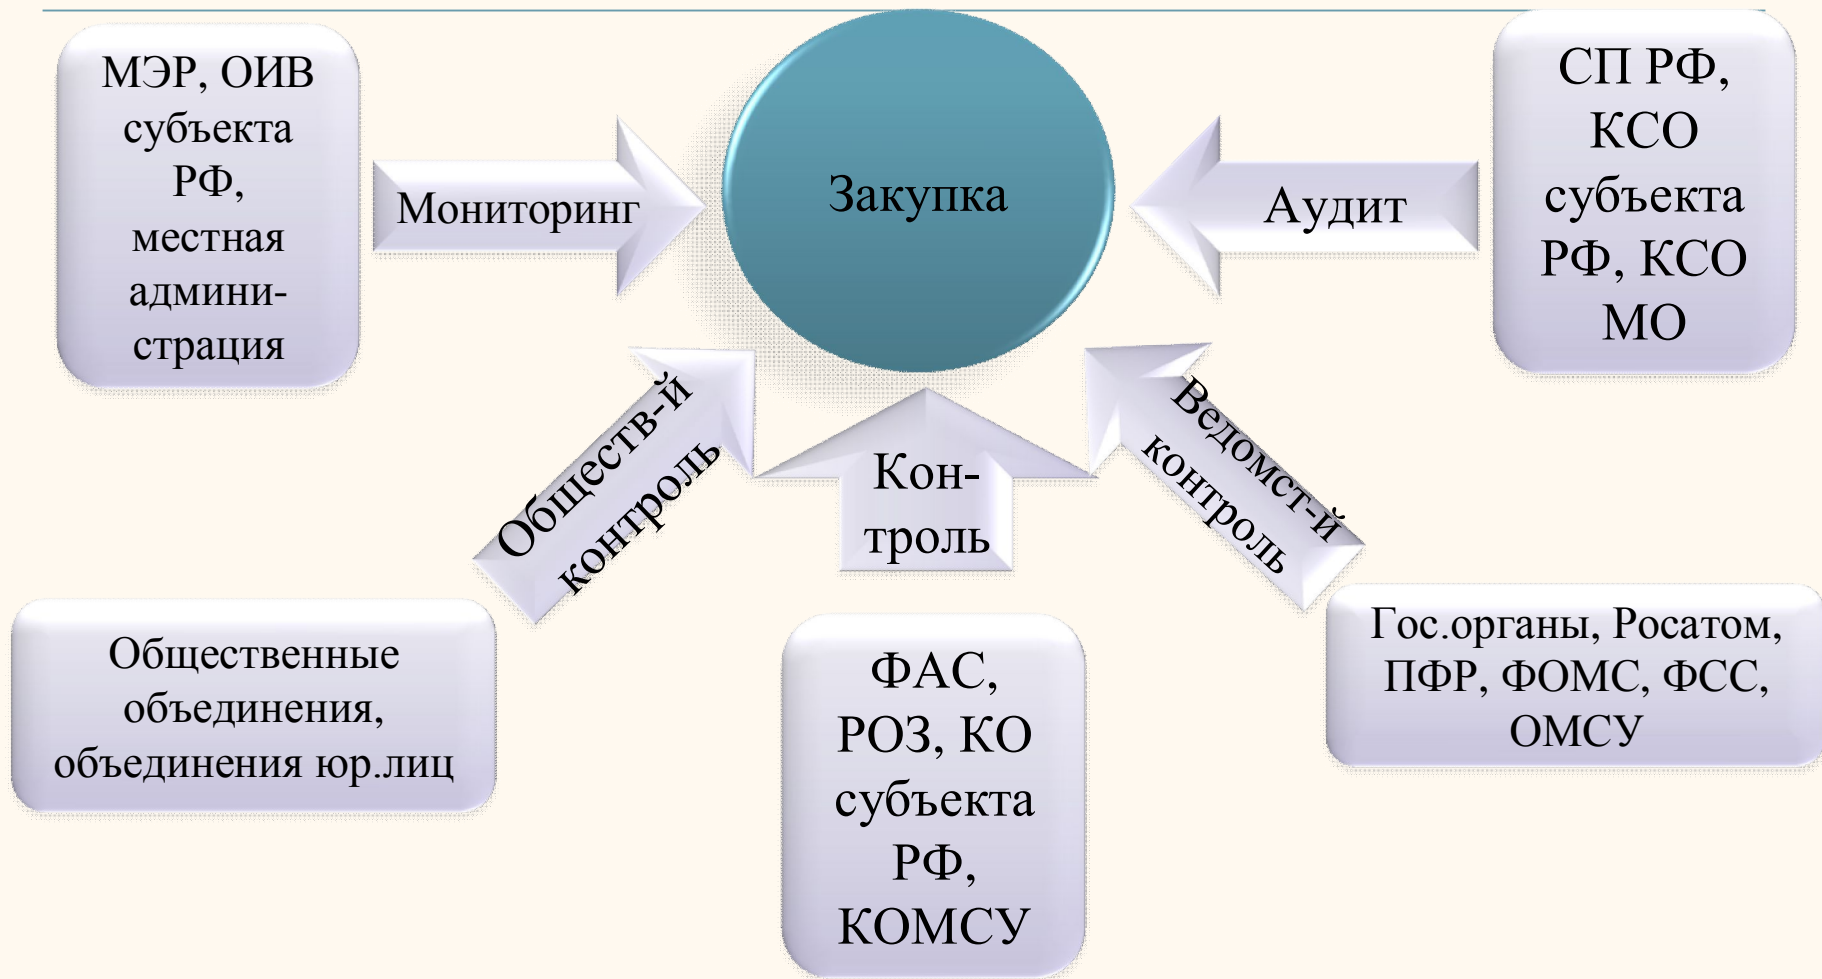 МЭР, ОИВ
субъекта
РФ,
местная
админи-
страция
Мониторинг
Закупка
Аудит
СП РФ,
КСО
субъекта
РФ, КСО
МО
Обществ-й
контроль
Кон-
троль
Ведомст-й
контроль
Общественные
объединения,
объединения юр.лиц
ФАС,
РОЗ, КО
субъекта
РФ,
КОМСУ
Гос.органы, Росатом,
ПФР, ФОМС, ФСС,
ОМСУ